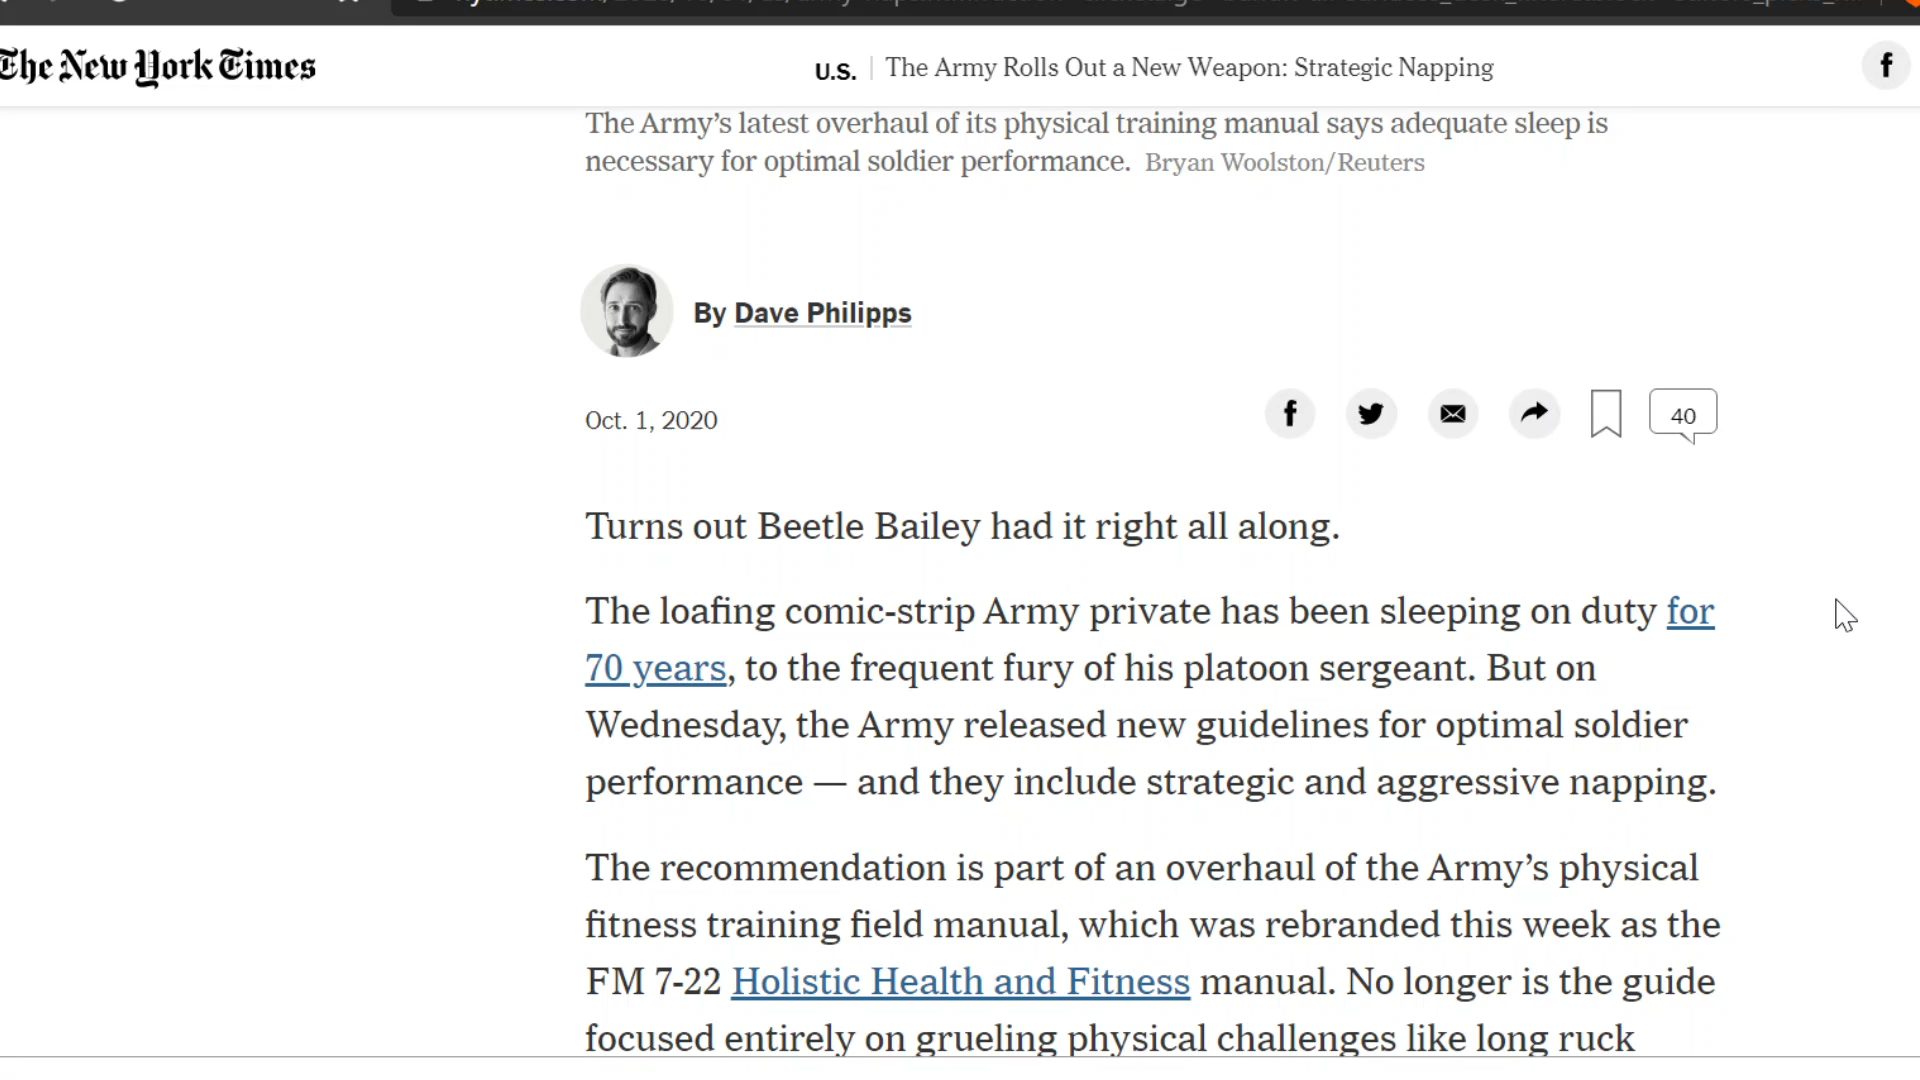 The New York Times
U.S. The Army Rolls Out a New Weapon: Strategic Napping
The Army's latest overhaul of its physical training manual says adequate sleep is
necessary for optimal soldier performance. Bryan Woolston/Reuters
By Dave Philipps
Oct. 1, 2020
40
Turns out Beetle Bailey had it right all along.
The loafing comic-strip Army private has been sleeping on duty for
70 years, to the frequent fury of his platoon sergeant. But on
Wednesday, the Army released new guidelines for optimal soldier
performance — and they include strategic and aggressive napping.
The recommendation is part of an overhaul of the Army's physical
fitness training field manual, which was rebranded this week as the
FM 7-22 Holistic Health and Fitness manual. No longer is the guide
focused entirely on grueling physical challenges like long ruck